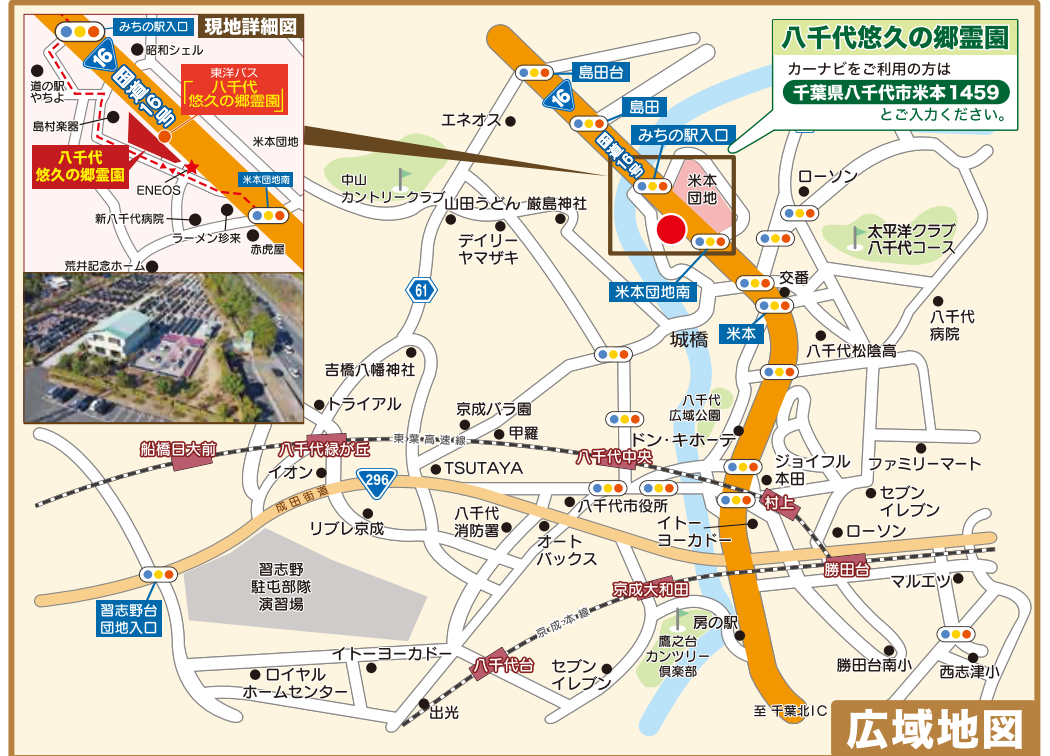 みちの駅入口
現地詳細図
16
昭和シェル
道の駅
やちよ
国道16号
東洋バス
「八千代
悠久の郷霊園」
島村楽器
米本団地
八千代
悠久の郷霊園
ENEOS
米本団地南
新八千代病院
ラーメン珍来
赤虎屋
荒井記念ホーム
八千代悠久の郷霊園
カーナビをご利用の方は
千葉県八千代市米本1459
とご入力ください。
島田台
16
島田
エネオス
国道16号
みちの駅入口
米本
団地
中山
カントリークラブ
山田うどん
厳島神社
デイリー
ヤマザキ
ローソン
太平洋クラブ
八千代コース
61
米本団地南
交番
米本
城橋
八千代
病院
八千代松陰高
吉橋八幡神社
トライアル
京成バラ園
甲羅
八千代
広域公園
ドン・キホーテ
船橋日大前
八千代緑が丘
東葉高速線
八千代中央
イオン
TSUTAYA
ジョイフル
本田
ファミリーマート
296
成田街道
村上
セブン
イレブン
リブレ京成
八千代
消防署
八千代市役所
オート
バックス
イトー
ヨーカドー
ローソン
習志野
駐屯部隊
演習場
勝田台
マルエツ
京成大和田
習志野台
団地入口
京成本線
房の駅
鷹之台
カンツリー
倶楽部
イトーヨーカドー
八千代台
セブン
イレブン
勝田台南小
西志津小
ロイヤル
ホームセンター
出光
至 千葉北IC
広域地図